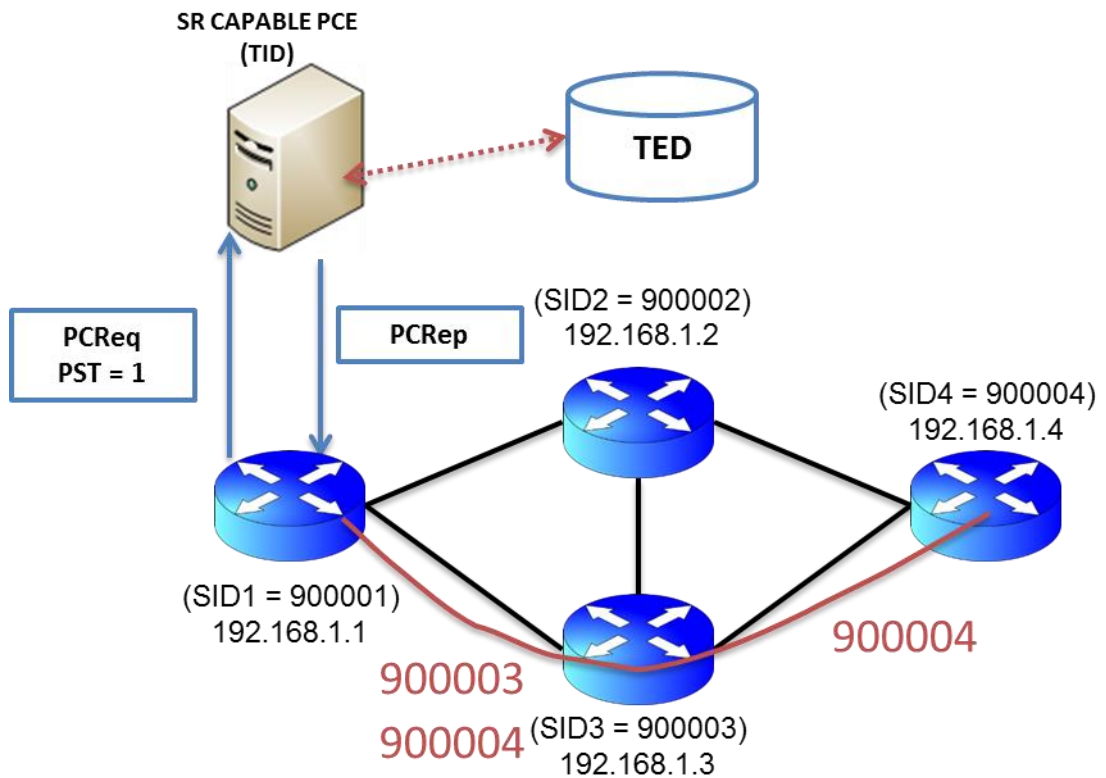 SR CAPABLE PCE
(TID)
TED
PCReq
PST = 1
PCRep
(SID2 = 900002)
192.168.1.2
(SID4 = 900004)
192.168.1.4
(SID1 = 900001)
192.168.1.1
900003
900004
900004
(SID3 = 900003)
192.168.1.3